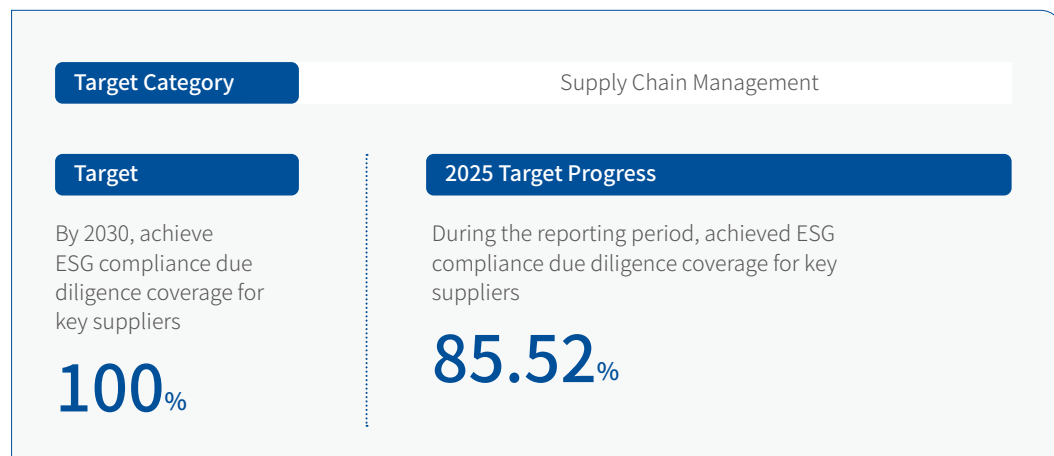 Target Category
Supply Chain Management
Target
By 2030, achieve
ESG compliance due
diligence coverage for
key suppliers
100%
2025 Target Progress
During the reporting period, achieved ESG
compliance due diligence coverage for key
suppliers
85.52%